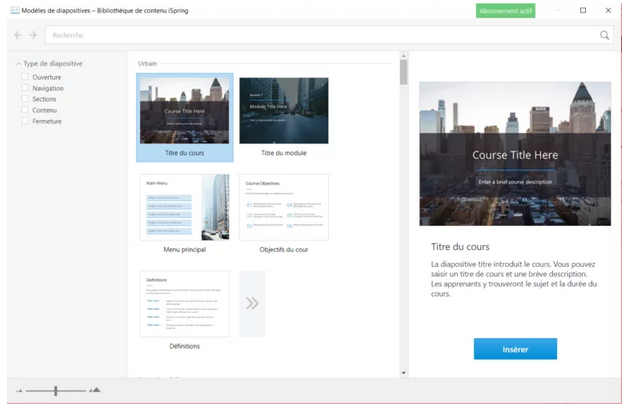 Modèles de diapositives – Bibliothèque de contenu iSpring
Abonnement actif
Recherche
Type de diapositive
Ouverture
Navigation
Sections
Contenu
Fermeture
Urbain
Course Title Here
Titre du cours
Module Title Here
Titre du module
Main Menu
Menu principal
Course Objectives
Objectifs du cour
Definitions
Définitions
Course Title Here
Enter a brief course description
Titre du cours
La diapositive titre introduit le cours. Vous pouvez
saisir un titre de cours et une brève description.
Les apprenants y trouveront le sujet et la durée du
cours.
Insérer